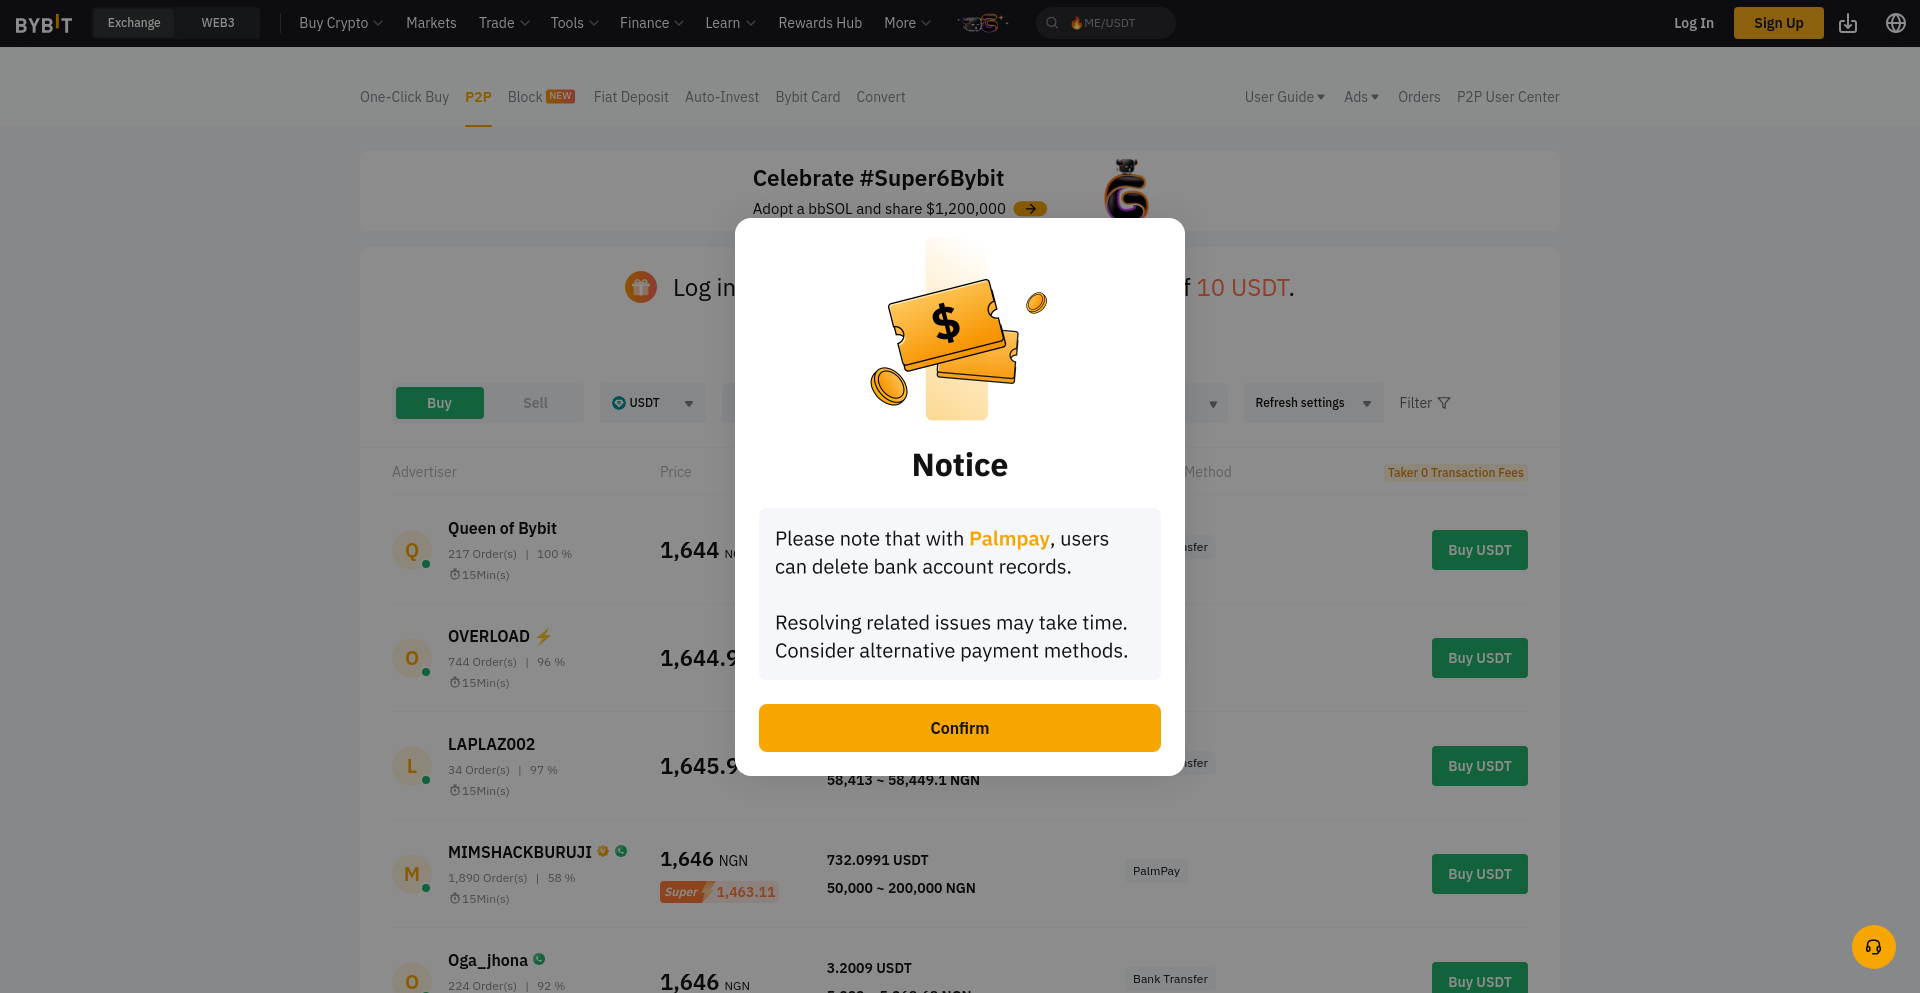 BYBIT
Exchange WEB3 Buy Crypto Markets Trade Tools Finance Learn Rewards Hub More ME/USDT Log In Sign Up
One-Click Buy P2P Block NEW Fiat Deposit Auto-Invest Bybit Card Convert User Guide Ads Orders P2P User Center
Celebrate #Super6Bybit
Adopt a bbSOL and share $1,200,000
Log in 10 USDT.
Buy Sell USDT Refresh settings Filter
Advertiser Price Method Taker 0 Transaction Fees
Q
Queen of Bybit
217 Order(s) | 100 %
15Min(s)
1,644
Buy USDT
O
OVERLOAD ⚡
744 Order(s) | 96 %
15Min(s)
1,644.9
Buy USDT
L
LAPLAZ002
34 Order(s) | 97 %
15Min(s)
1,645.9
58,413 ~ 58,449.1 NGN
Buy USDT
M
MIMSHACKBURUJI
1,890 Order(s) | 58 %
15Min(s)
1,646 NGN
Super 1,463.11
732.0991 USDT
50,000 ~ 200,000 NGN
PalmPay
Buy USDT
O
Oga_jhona
224 Order(s) | 92 %
1,646 NGN
3.2009 USDT
Bank Transfer
Buy USDT
$
Notice
Please note that with Palmpay, users
can delete bank account records.
Resolving related issues may take time.
Consider alternative payment methods.
Confirm